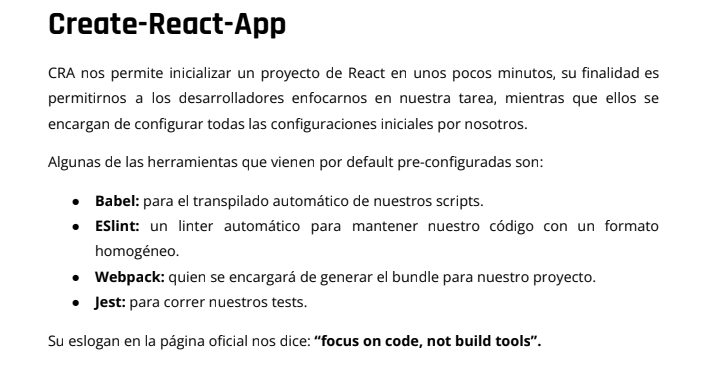 Create-React-App
CRA nos permite inicializar un proyecto de React en unos pocos minutos, su finalidad es
permitirnos a los desarrolladores enfocarnos en nuestra tarea, mientras que ellos se
encargan de configurar todas las configuraciones iniciales por nosotros.
Algunas de las herramientas que vienen por default pre-configuradas son:
● Babel: para el transpilado automático de nuestros scripts.
● ESlint: un linter automático para mantener nuestro código con un formato
homogéneo.
● Webpack: quien se encargará de generar el bundle para nuestro proyecto.
● Jest: para correr nuestros tests.
Su eslogan en la página oficial nos dice: “focus on code, not build tools”.